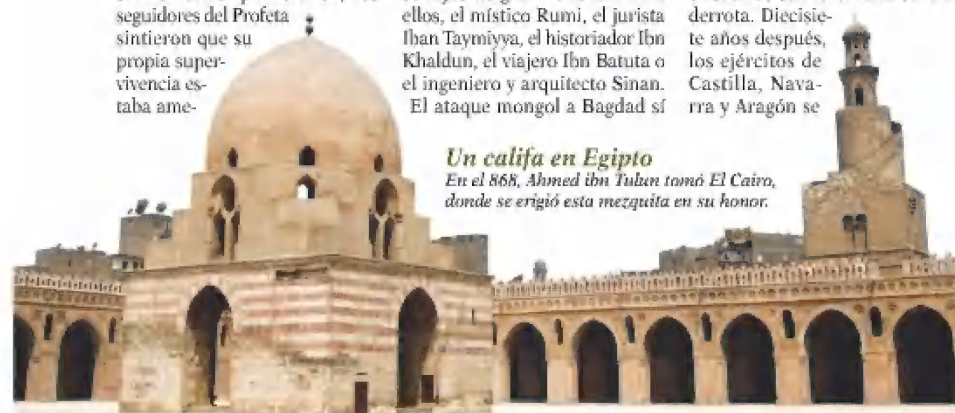 seguidores del Profeta
sintieron que su
propia super-
vivencia es-
taba ame-
ellos, el místico Rumi, el jurista
Iban Taymiyya, el historiador Ibn
Khaldun, el viajero Ibn Batuta o
el ingeniero y arquitecto Sinan.
El ataque mongol a Bagdad sí
derrota. Diecisie-
te años después,
los ejércitos de
Castilla, Nava-
rra y Aragón se
Un califa en Egipto
En el 868, Ahmed ibn Tulun tomó El Cairo,
donde se erigió esta mezquita en su honor.